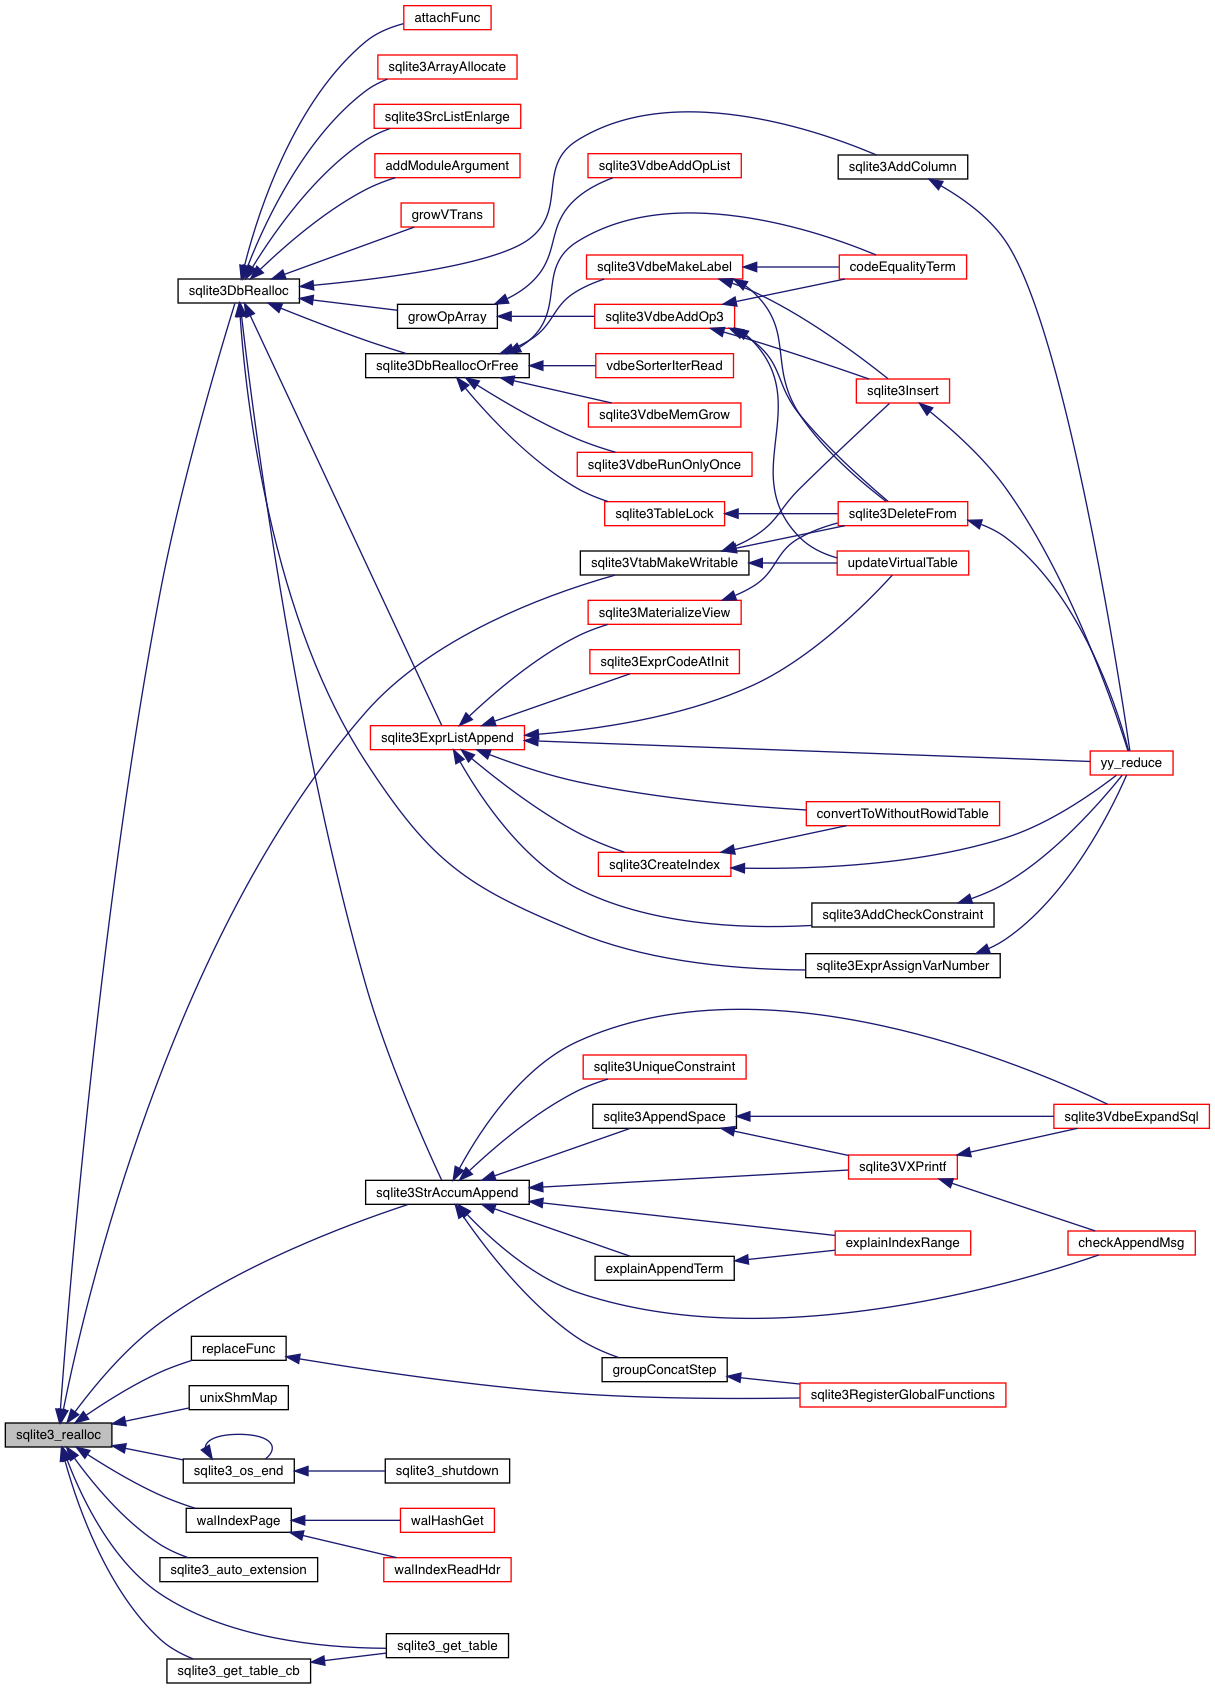 attachFunc
sqlite3ArrayAllocate
sqlite3SrcListEnlarge
addModuleArgument
sqlite3VdbeAddOpList
sqlite3AddColumn
growVTrans
sqlite3VdbeMakeLabel
codeEqualityTerm
sqlite3DbRealloc
growOpArray
sqlite3VdbeAddOp3
sqlite3DbReallocOrFree
vdbeSorterIterRead
sqlite3Insert
sqlite3VdbeMemGrow
sqlite3VdbeRunOnlyOnce
sqlite3TableLock
sqlite3DeleteFrom
sqlite3VtabMakeWritable
updateVirtualTable
sqlite3MaterializeView
sqlite3ExprCodeAtInit
sqlite3ExprListAppend
yy_reduce
convertToWithoutRowidTable
sqlite3CreateIndex
sqlite3AddCheckConstraint
sqlite3ExprAssignVarNumber
sqlite3UniqueConstraint
sqlite3AppendSpace
sqlite3VdbeExpandSql
sqlite3VXPrintf
sqlite3StrAccumAppend
explainIndexRange
checkAppendMsg
explainAppendTerm
replaceFunc
groupConcatStep
sqlite3RegisterGlobalFunctions
unixShmMap
sqlite3_realloc
sqlite3_os_end
sqlite3_shutdown
walIndexPage
walHashGet
sqlite3_auto_extension
walIndexReadHdr
sqlite3_get_table
sqlite3_get_table_cb